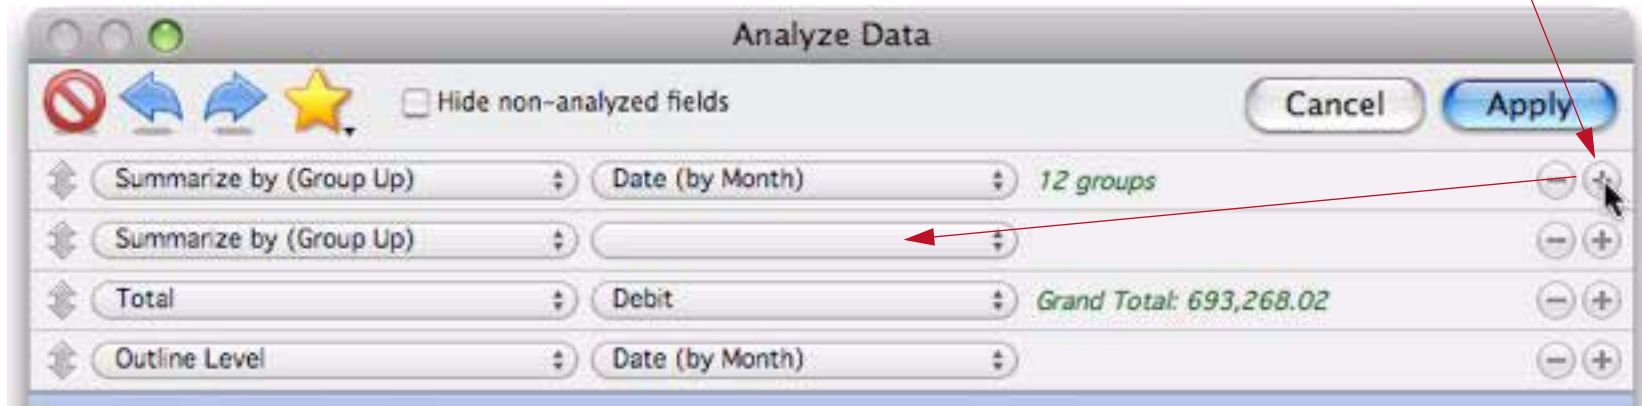 Analyze Data
Hide non-analyzed fields Cancel Apply
Summarize by (Group Up) Date (by Month) 12 groups
Summarize by (Group Up)
Total Debit Grand Total: 693,268.02
Outline Level Date (by Month)